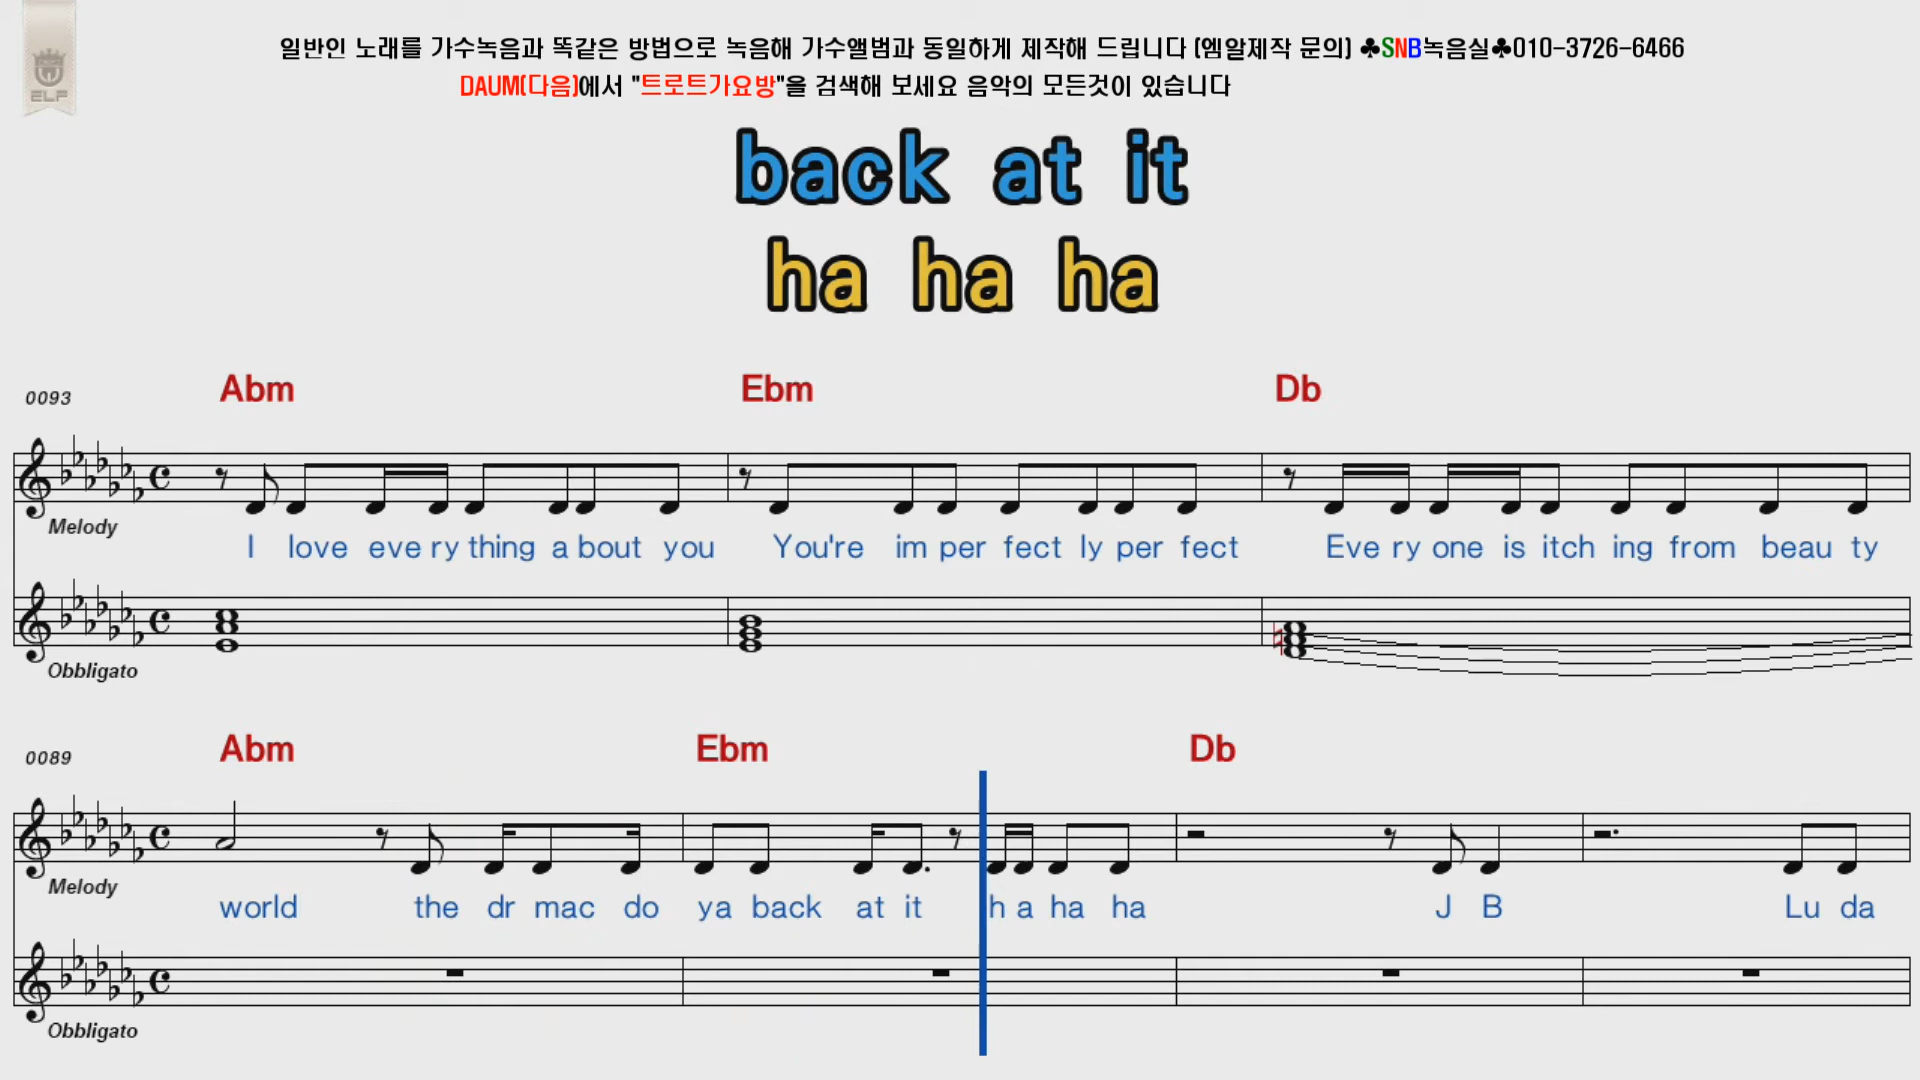 ELF
일반인 노래를 가수녹음과 똑같은 방법으로 녹음해 가수앨범과 동일하게 제작해 드립니다 (엠알제작 문의) ♣SNB녹음실♣010-3726-6466
DAUM(다음)에서 "트로트가요방"을 검색해 보세요 음악의 모든것이 있습니다
back at it
ha ha ha
0093 Abm Ebm Db
Melody
I love eve ry thing a bout you You're im per fect ly per fect Eve ry one is itch ing from beau ty
Obbligato
0089 Abm Ebm Db
Melody
world the dr mac do ya back at it h a ha ha J B Lu da
Obbligato